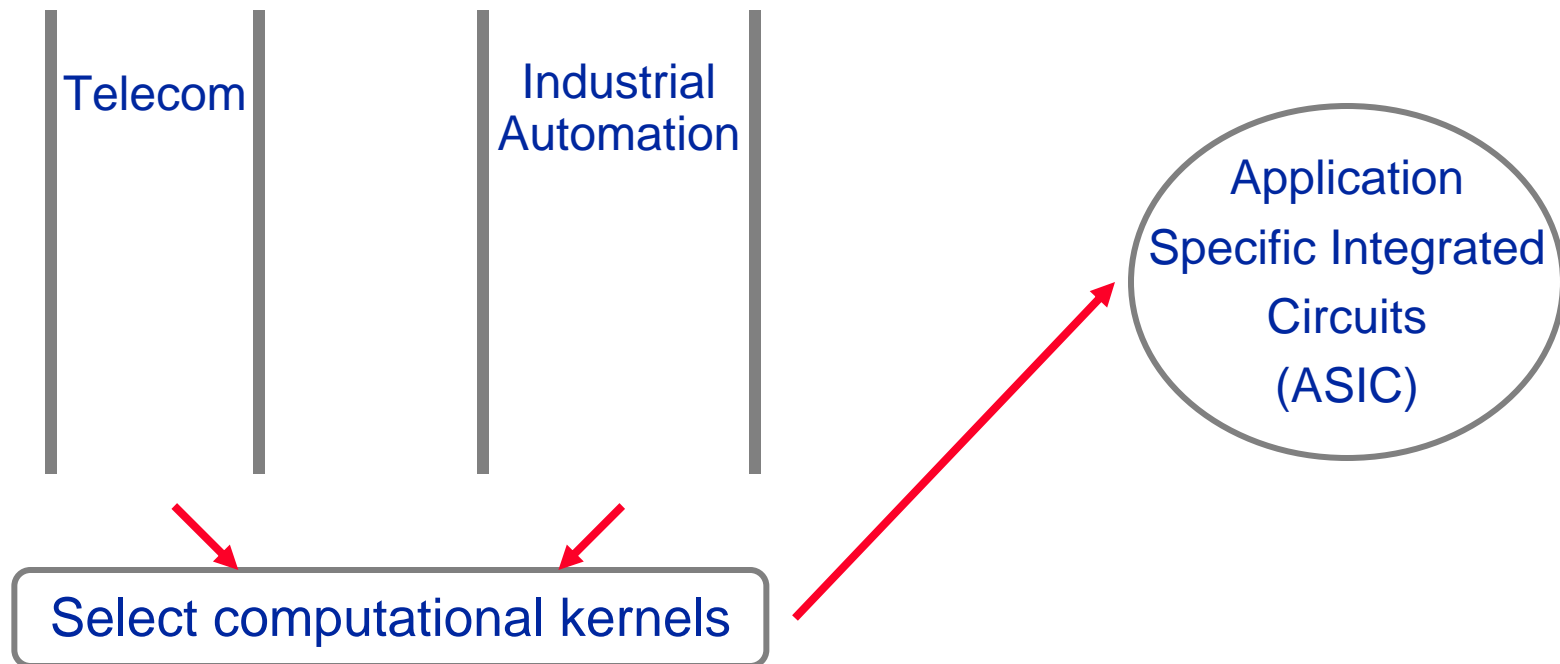 Telecom
Industrial
Automation
Application
Specific Integrated
Circuits
(ASIC)
Select computational kernels